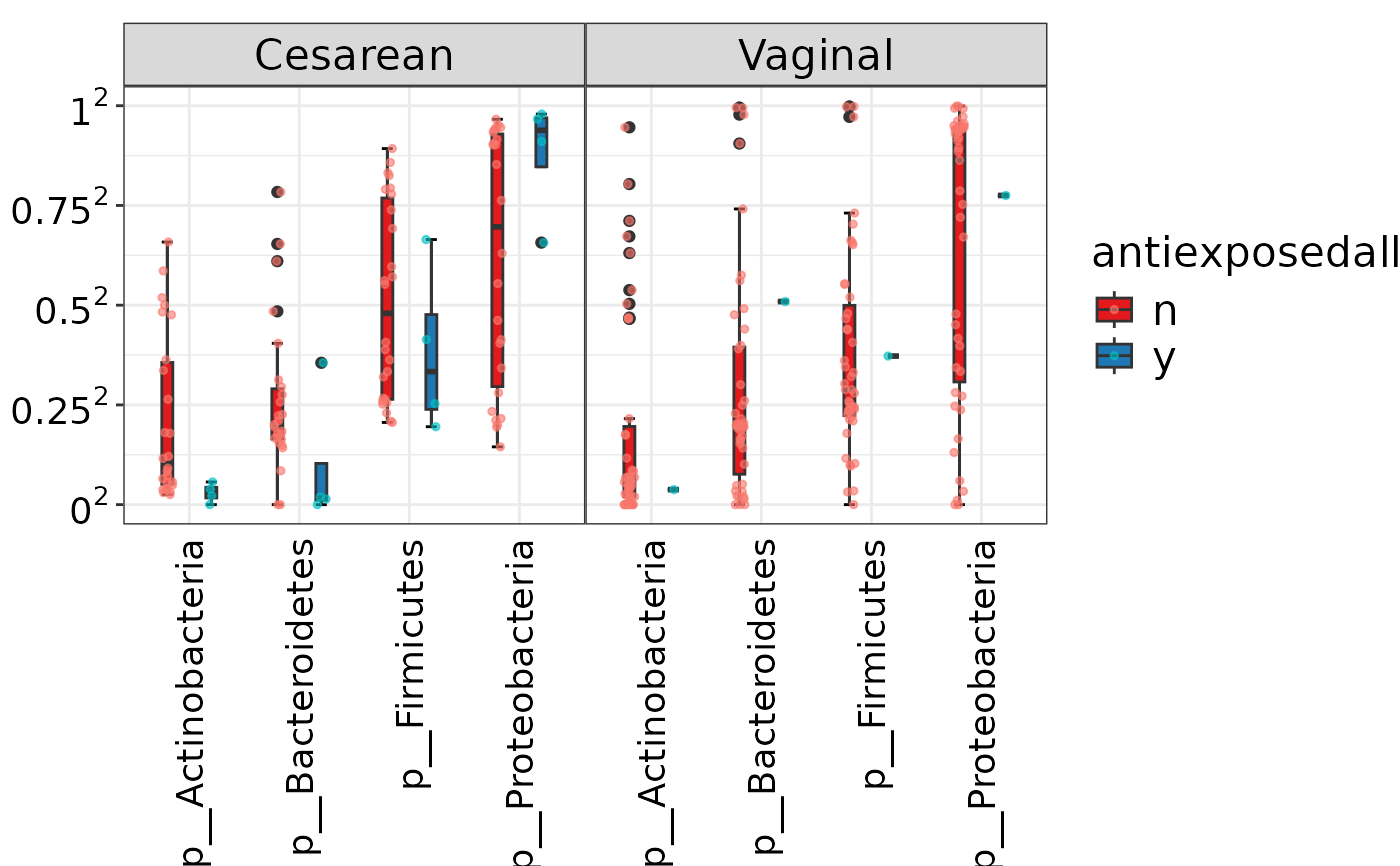 Cesarean
Vaginal
1²
0.75²
0.5²
0.25²
0²
p__Actinobacteria
p__Bacteroidetes
p__Firmicutes
p__Proteobacteria
p__Actinobacteria
p__Bacteroidetes
p__Firmicutes
p__Proteobacteria
antiexposedall
n
y